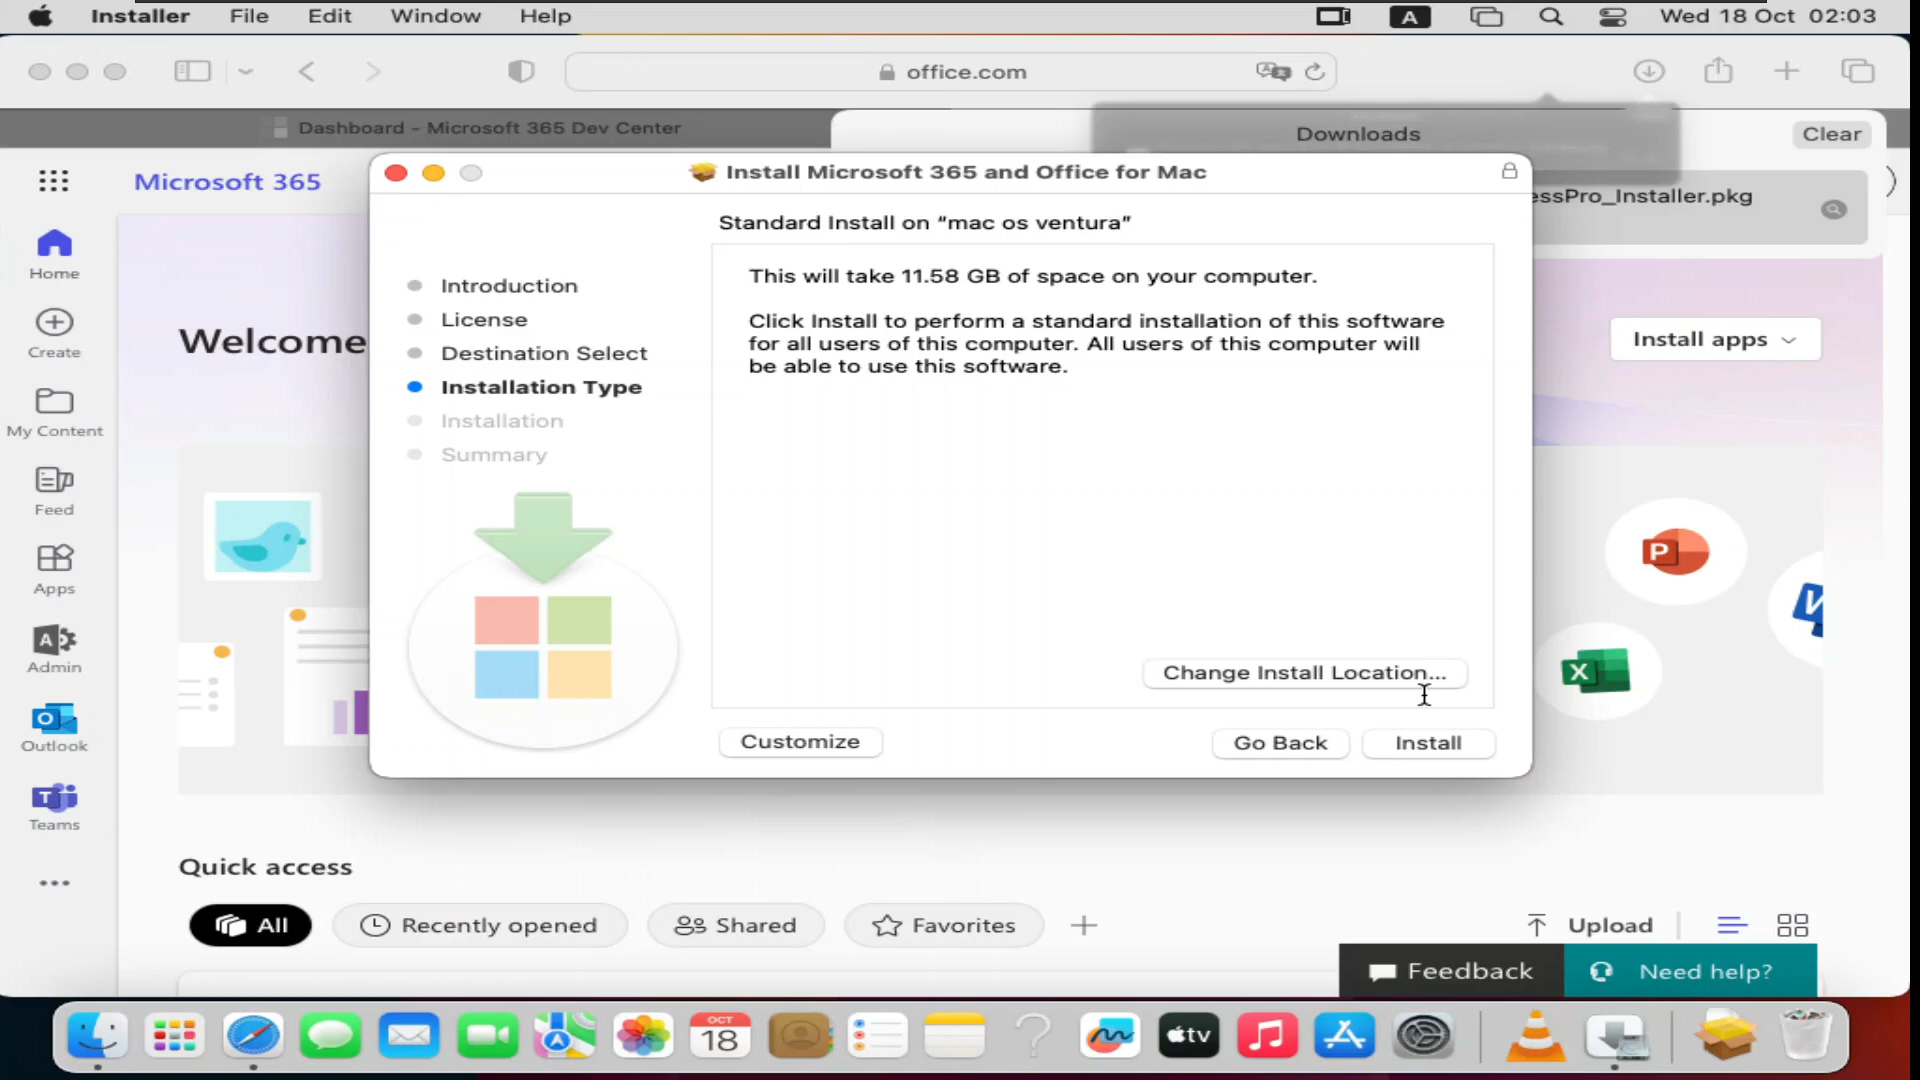 Installer File Edit Window Help A Wed 18 Oct 02:03
office.com
Dashboard - Microsoft 365 Dev Center
Downloads
Clear
Microsoft 365
Install Microsoft 365 and Office for Mac
essPro_Installer.pkg
Standard Install on “mac os ventura”
This will take 11.58 GB of space on your computer.
Click Install to perform a standard installation of this software
for all users of this computer. All users of this computer will
be able to use this software.
Introduction
License
Destination Select
Installation Type
Installation
Summary
Change Install Location...
Customize
Go Back
Install
Home
Create
My Content
Feed
Apps
Admin
Outlook
Teams
Welcome
Install apps
P
X
Quick access
All
Recently opened
Shared
Favorites
Upload
Feedback
Need help?
OCT
18
tv